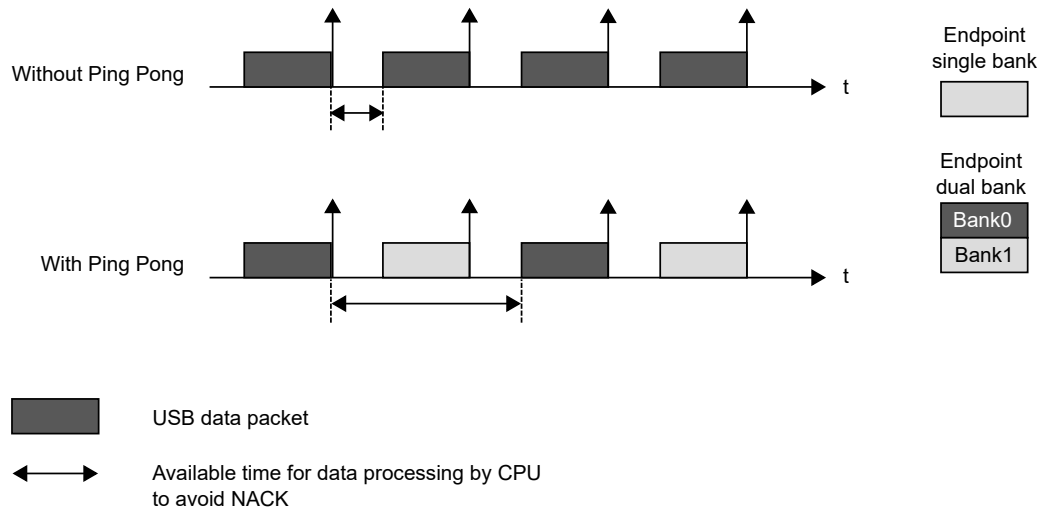 Without Ping Pong
t
Endpoint
single bank
Endpoint
dual bank
Bank0
Bank1
With Ping Pong
t
USB data packet
Available time for data processing by CPU
to avoid NACK